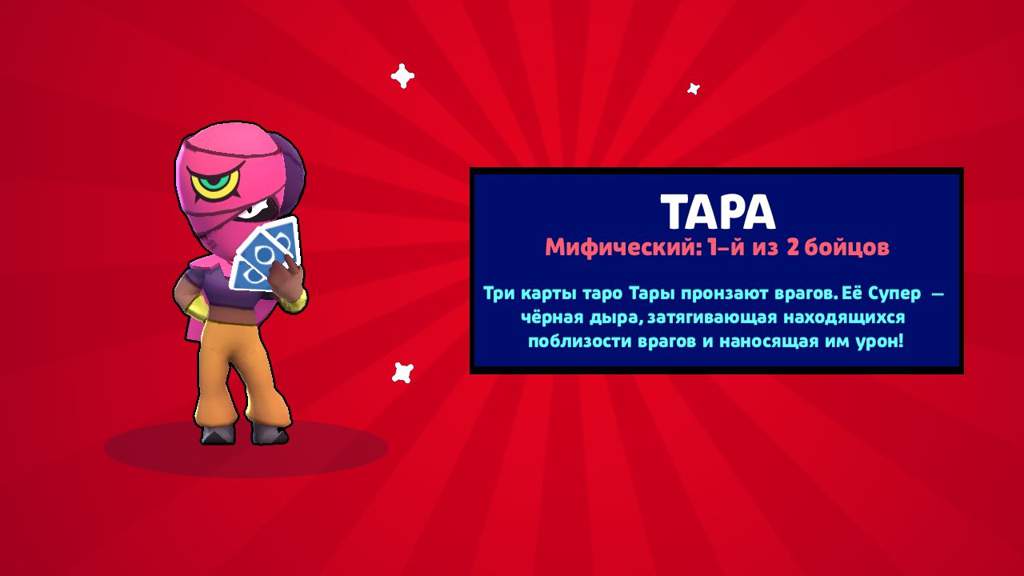 ТАРА
Мифический: 1-й из 2 бойцов
Три карты таро Тары пронзают врагов. Её Супер –
чёрная дыра, затягивающая находящихся
поблизости врагов и наносящая им урон!